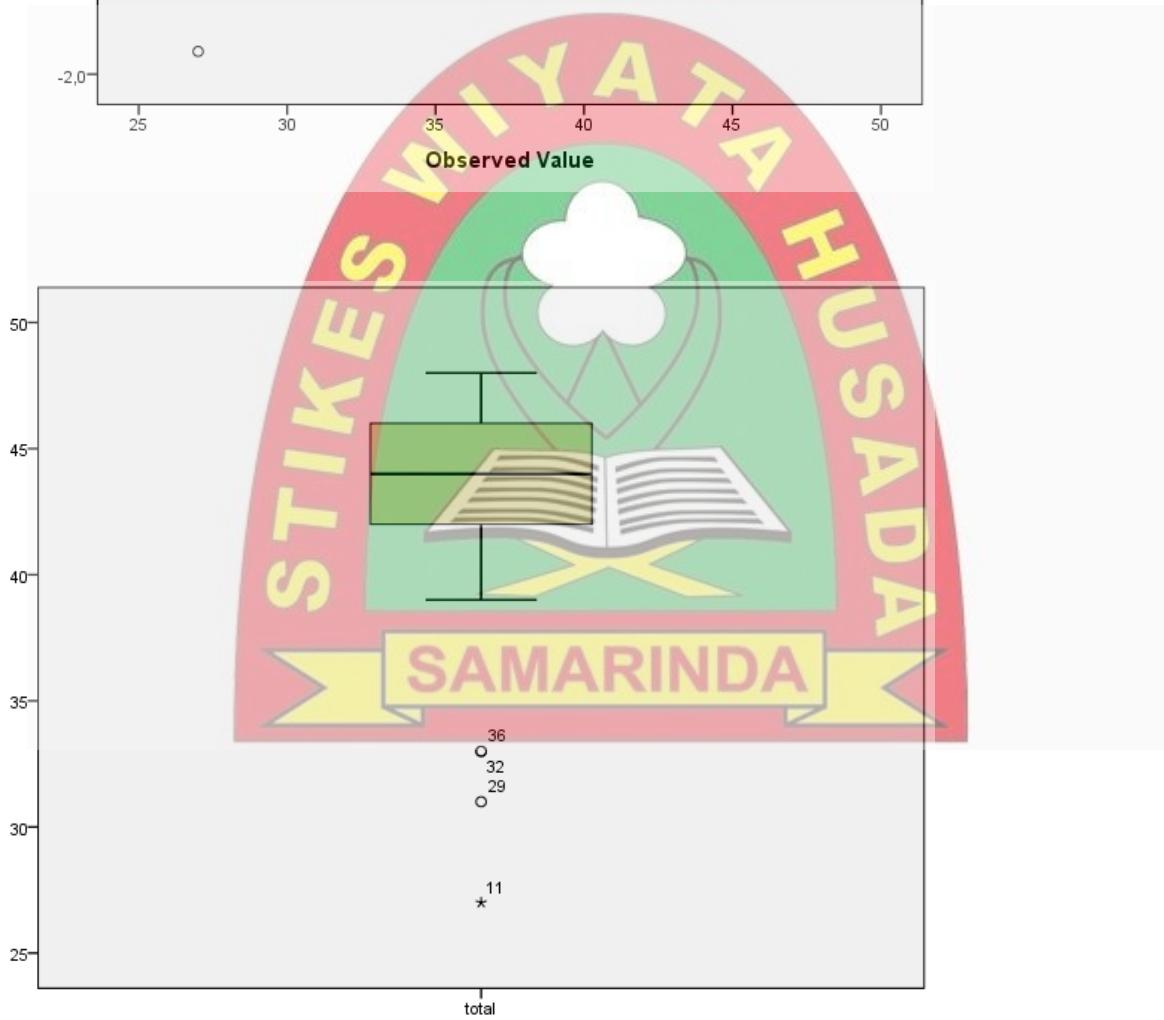 -2,0
25 30 35 40 45 50
Observed Value
STIKES WIYATA HUSADA
50
45
40
SAMARINDA
35
36
32
29
30
11
25
total